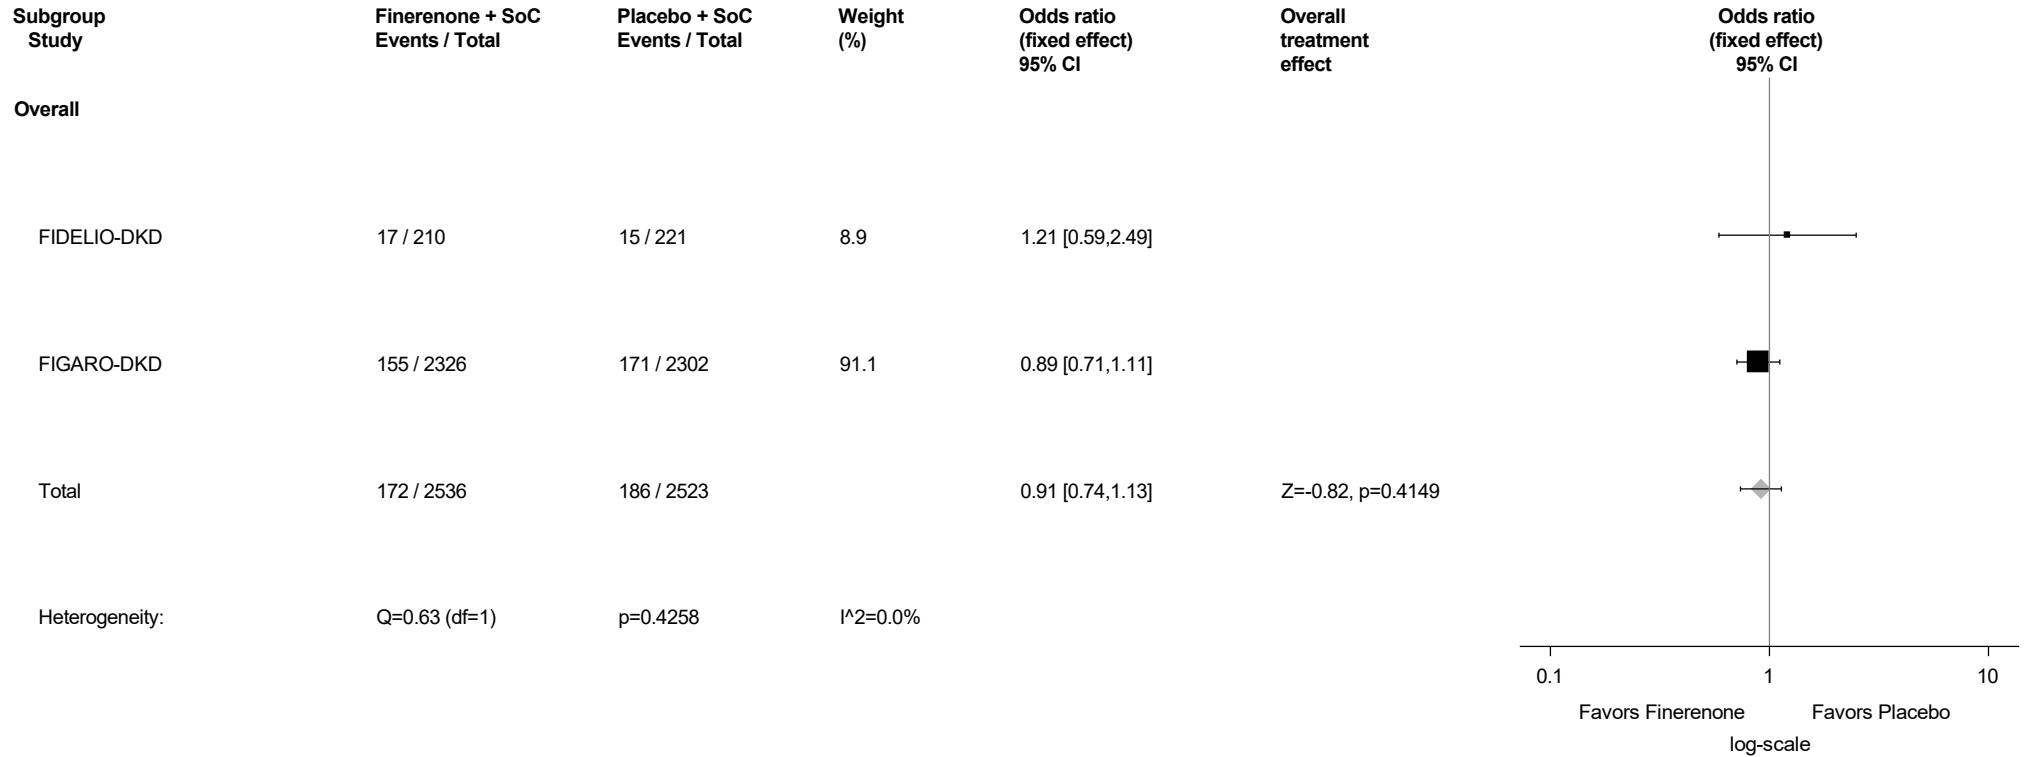 Subgroup Finerenone + SoC Placebo + SoC Weight Odds ratio Overall Odds ratio
Study Events / Total Events / Total (%) (fixed effect) treatment (fixed effect)
95% CI effect 95% CI
Overall
FIDELIO-DKD 17 / 210 15 / 221 8.9 1.21 [0.59,2.49]
FIGARO-DKD 155 / 2326 171 / 2302 91.1 0.89 [0.71,1.11]
Total 172 / 2536 186 / 2523 0.91 [0.74,1.13] Z=-0.82, p=0.4149
Heterogeneity: Q=0.63 (df=1) p=0.4258 I^2=0.0%
0.1 1 10
Favors Finerenone Favors Placebo
log-scale